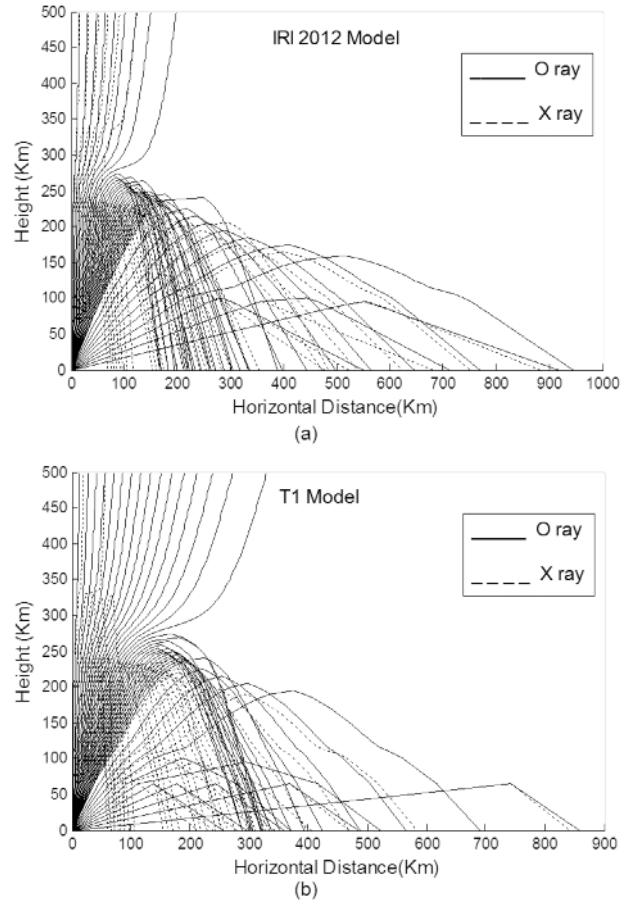 500
IRI 2012 Model
450
O ray
400
X ray
350
300
250
200
150
100
50
0
Height (Km)
0 100 200 300 400 500 600 700 800 900 1000
Horizontal Distance(Km)
(a)
500
T1 Model
450
O ray
400
X ray
350
300
250
200
150
100
50
0
Height (Km)
0 100 200 300 400 500 600 700 800 900
Horizontal Distance(Km)
(b)